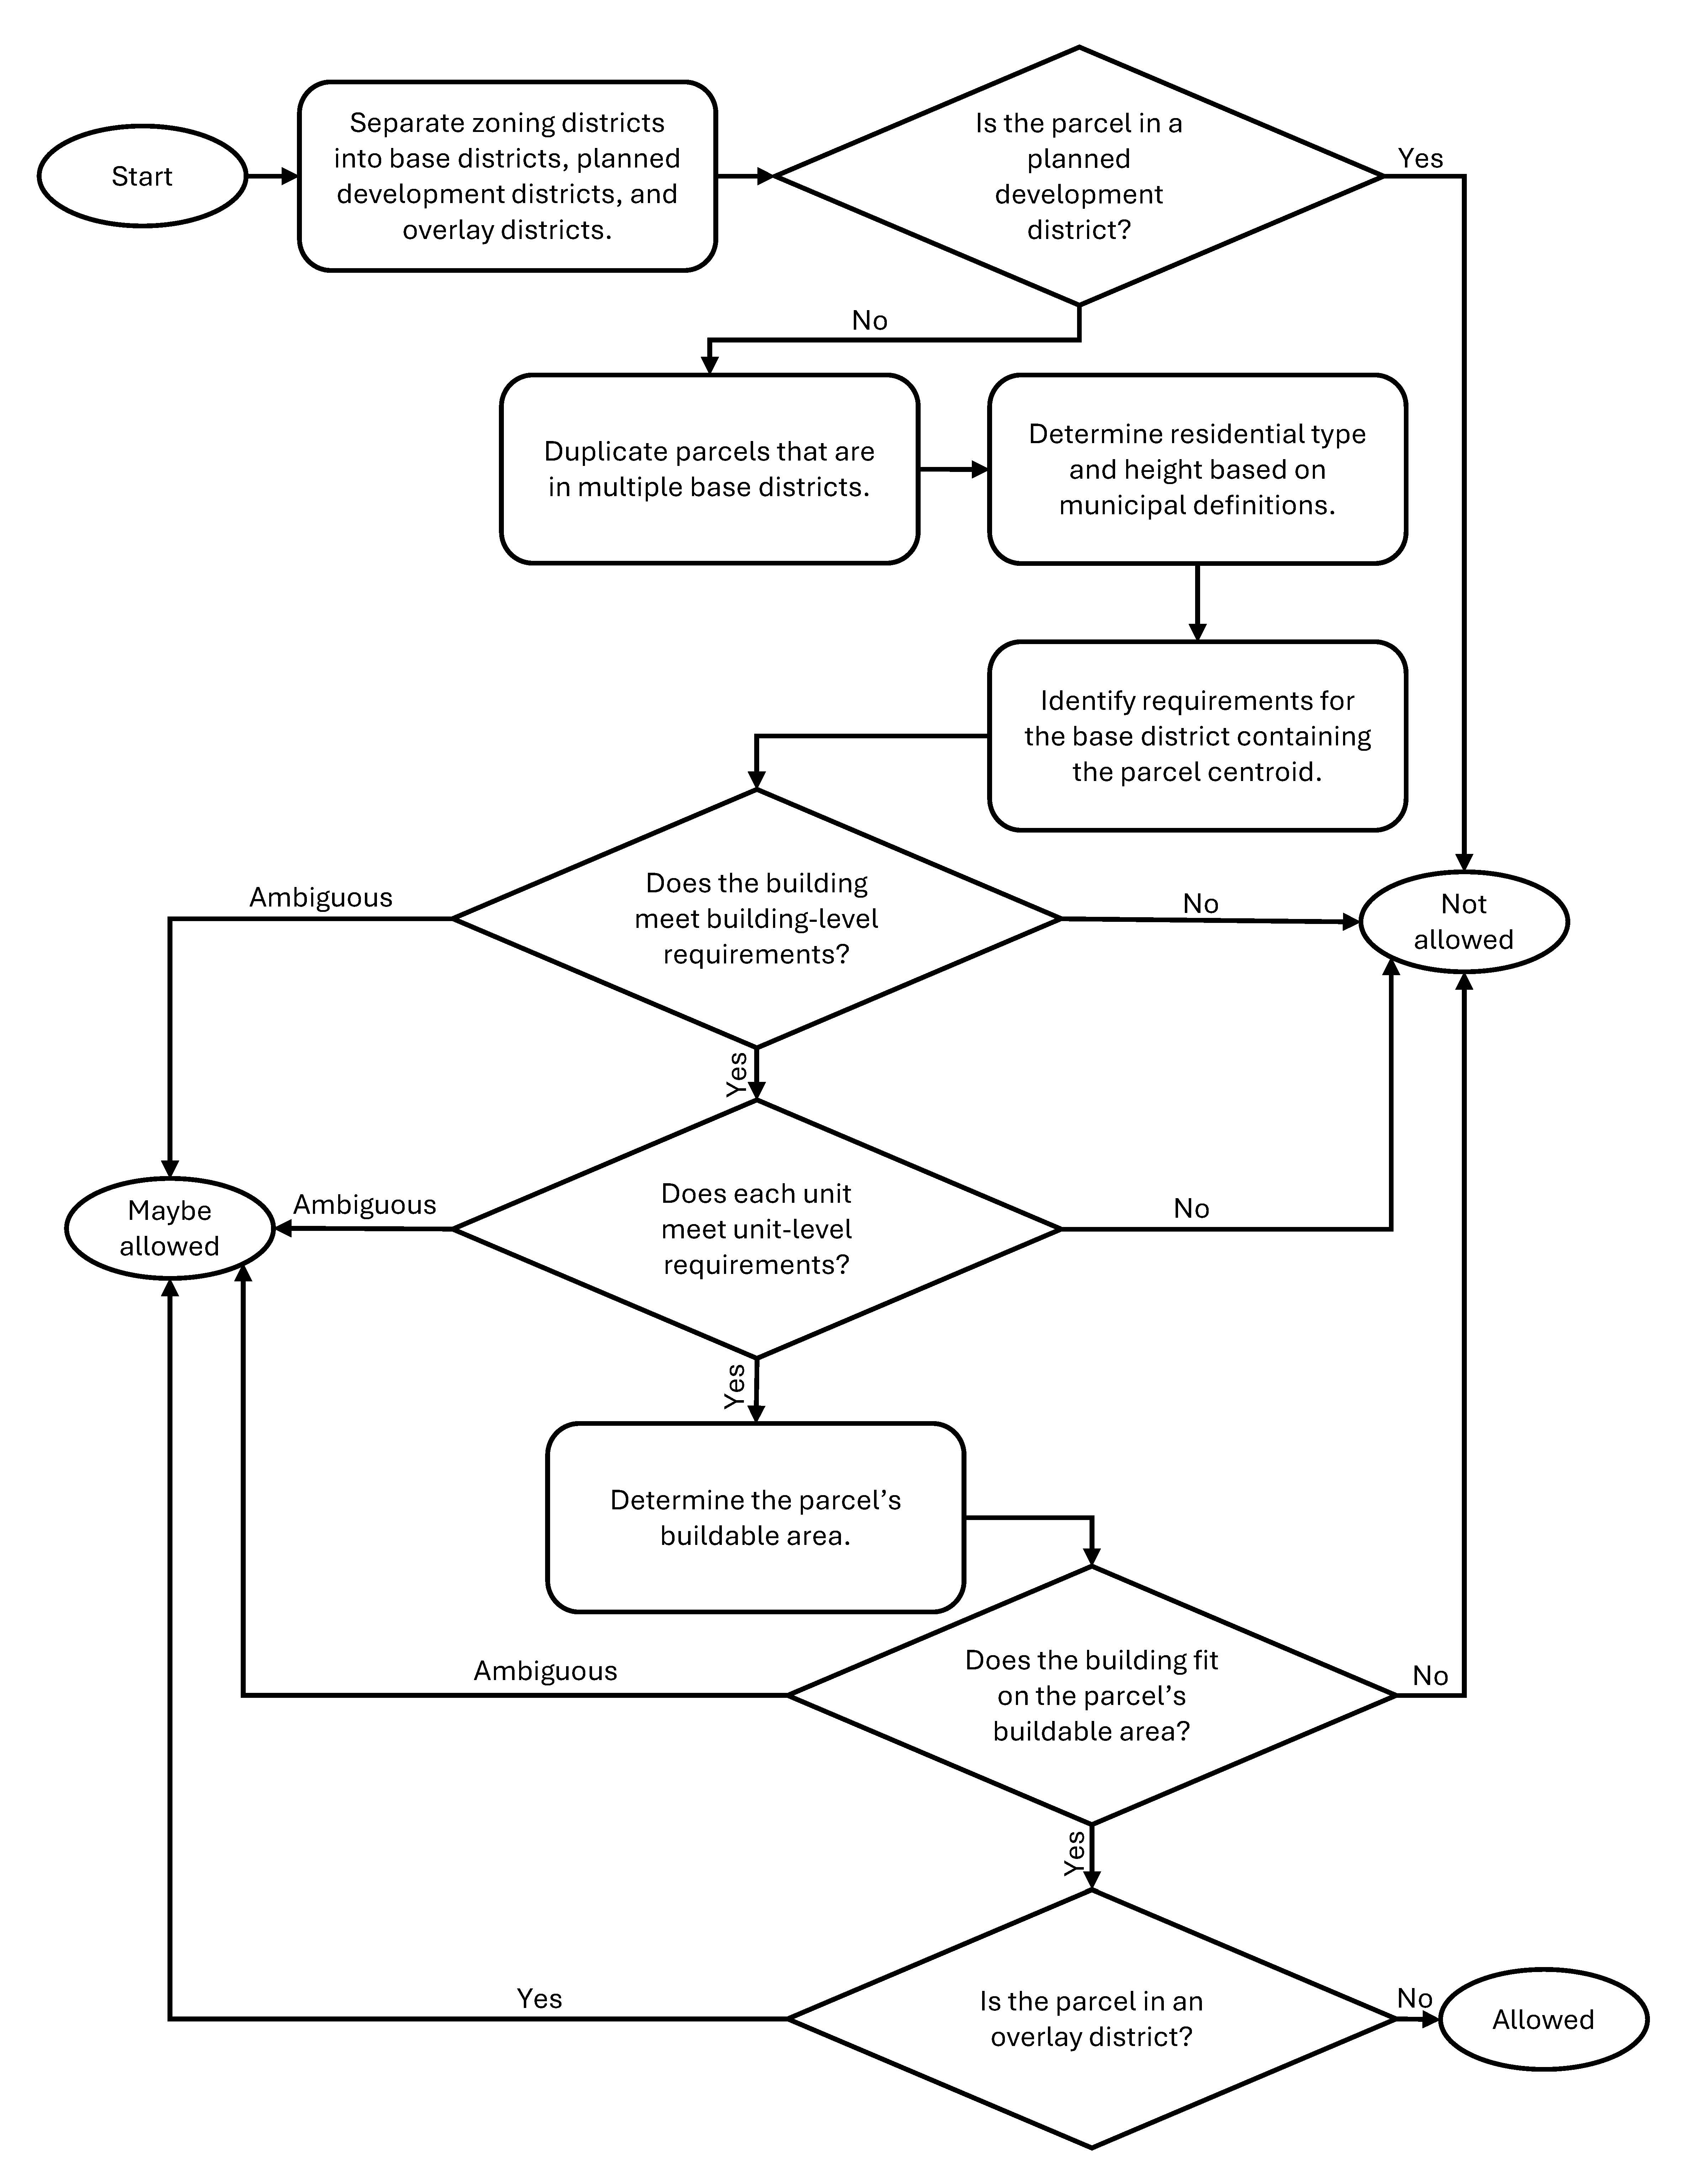 Start
Separate zoning districts
into base districts, planned
development districts, and
overlay districts.
Is the parcel in a
planned
development
district?
Yes
No
Duplicate parcels that are
in multiple base districts.
Determine residential type
and height based on
municipal definitions.
Identify requirements for
the base district containing
the parcel centroid.
Does the building
meet building-level
requirements?
Ambiguous
No
Not
allowed
Yes
Does each unit
meet unit-level
requirements?
Ambiguous
No
Maybe
allowed
Yes
Determine the parcel’s
buildable area.
Does the building fit
on the parcel’s
buildable area?
Ambiguous
No
Yes
Is the parcel in an
overlay district?
Yes
No
Allowed